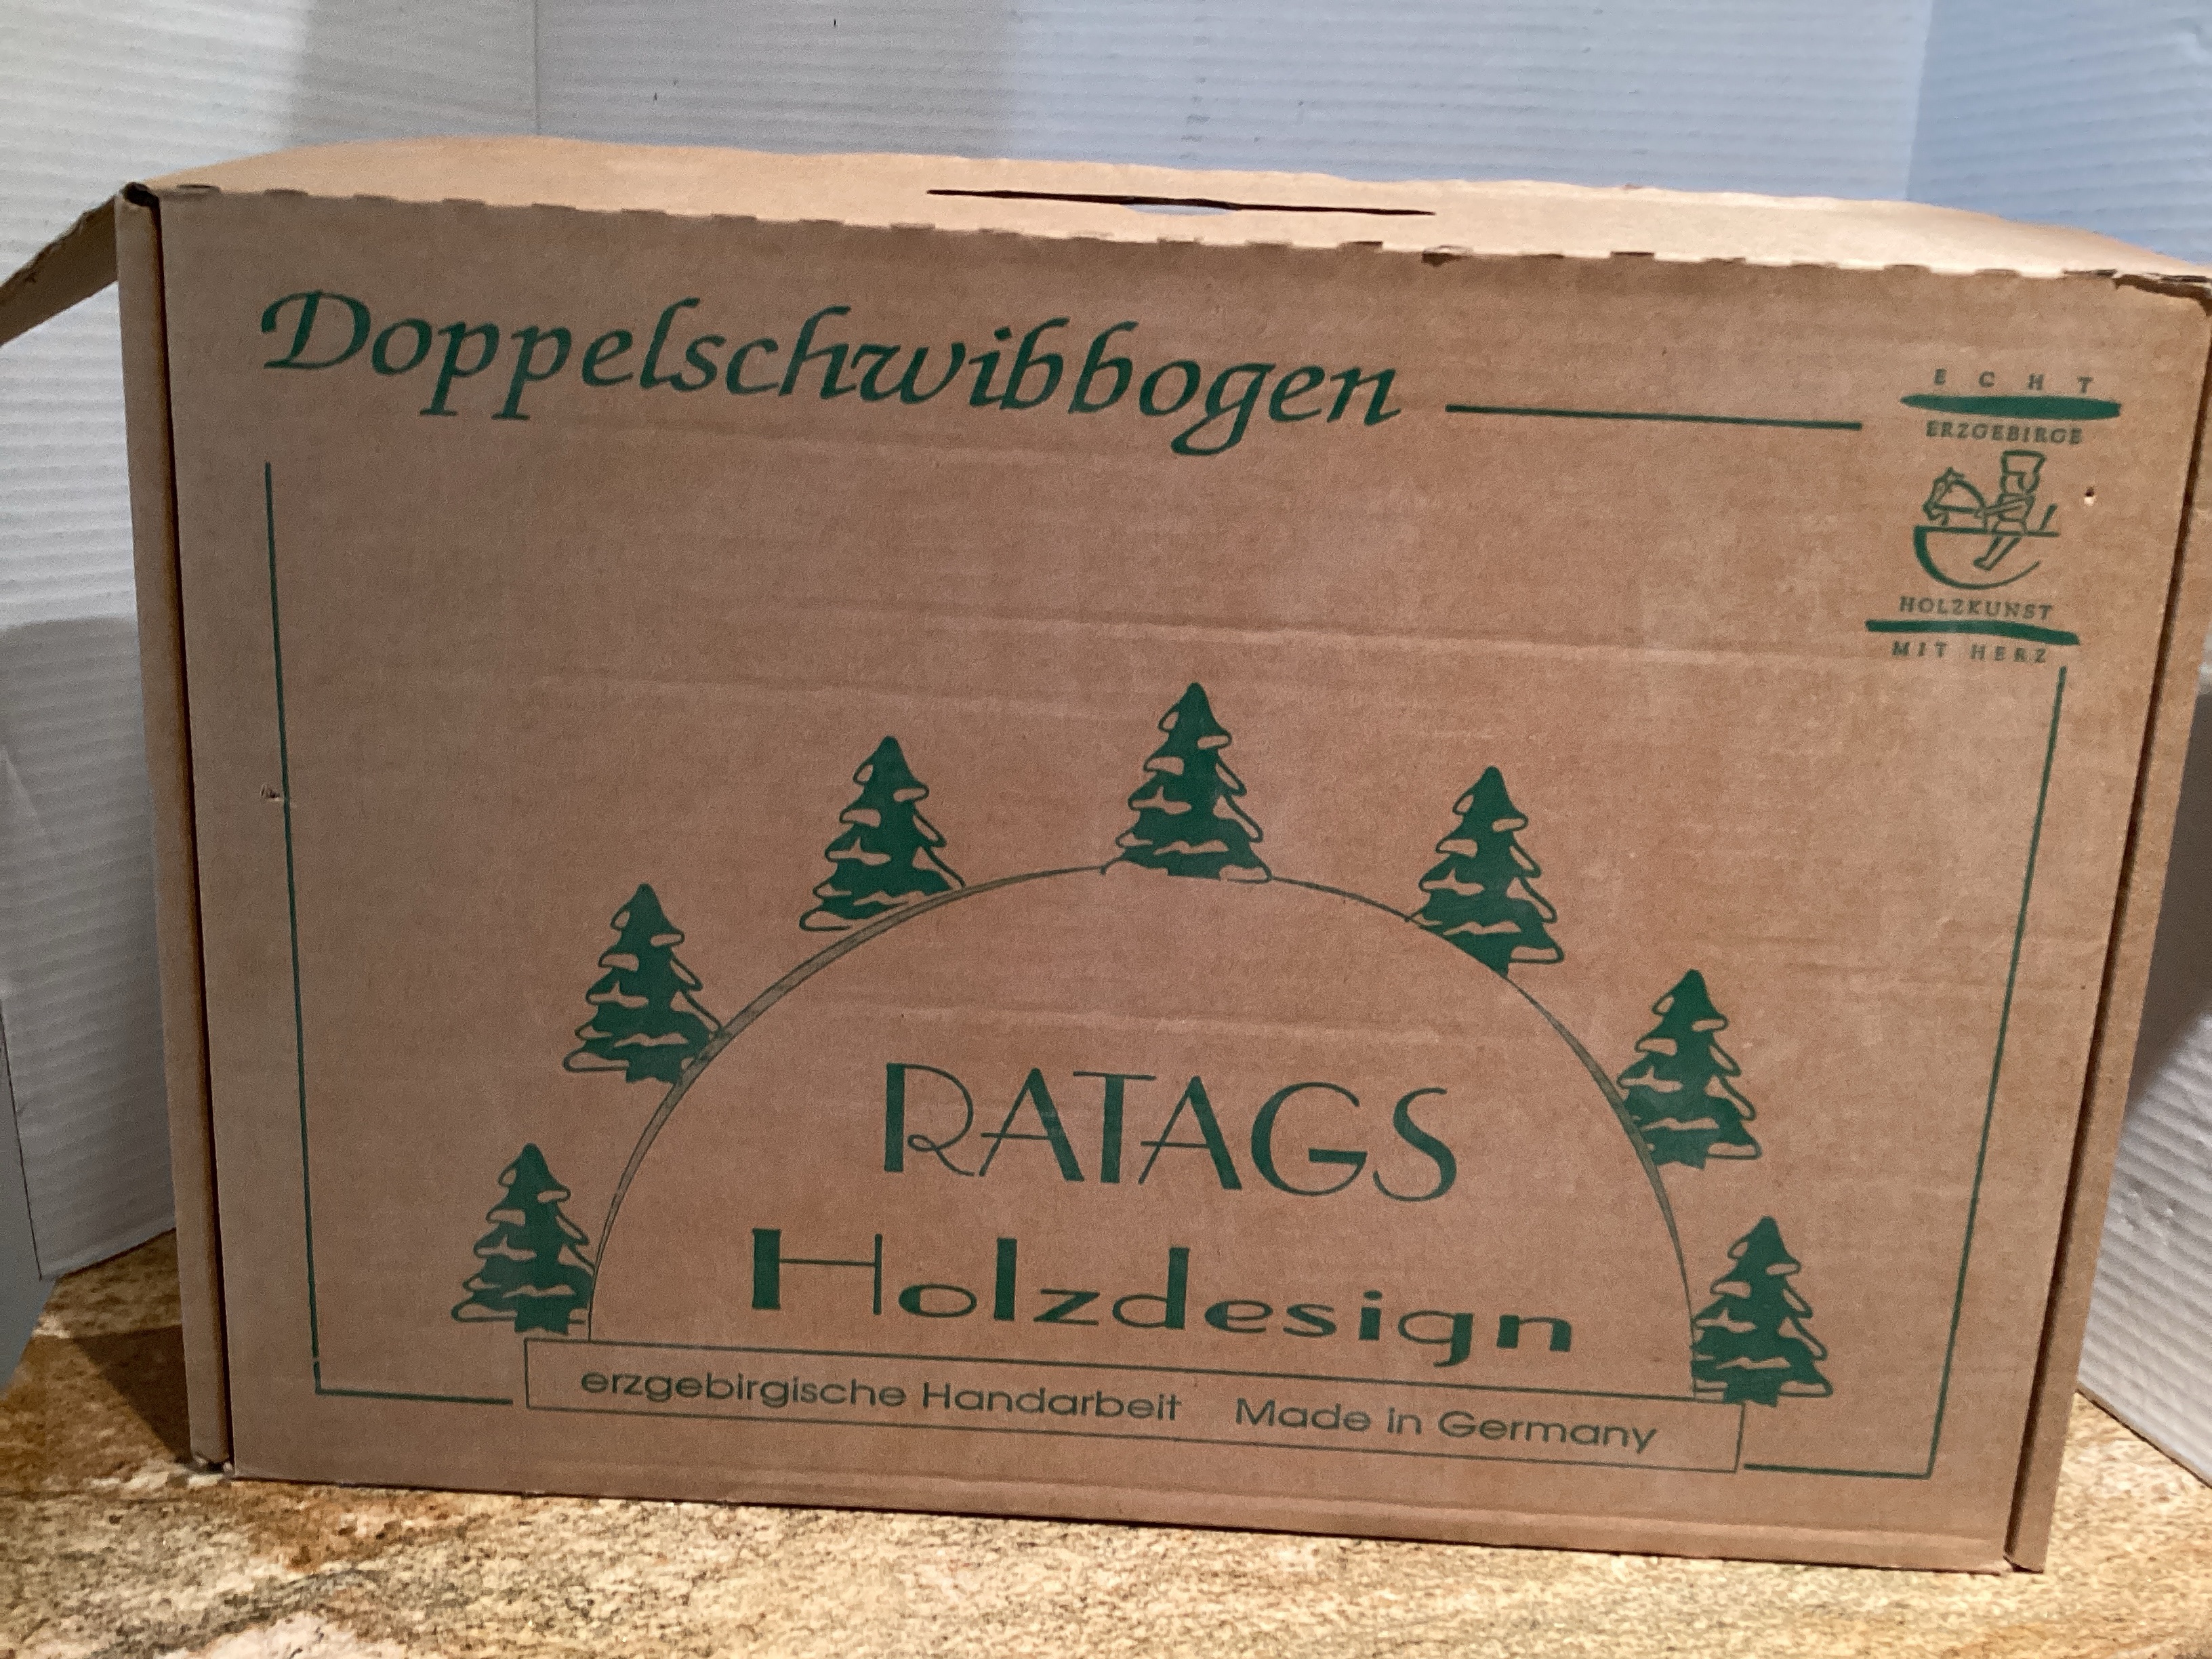 Doppelschwibbogen
ECHT
ERZGEBIRGE
HOLZKUNST
MIT HERZ
RATAGS
Holzdesign
erzgebirgische Handarbeit Made in Germany